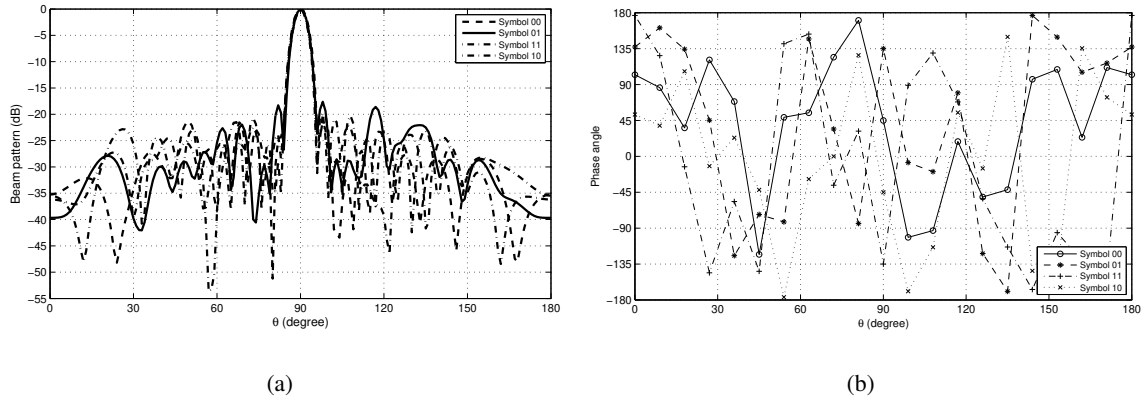 0
−5
−10
−15
−20
−25
−30
−35
−40
−45
−50
−55
Beam pattern (dB)
0 30 60 90 120 150 180
θ (degree)
Symbol 00
Symbol 01
Symbol 11
Symbol 10
(a)
180
135
90
45
0
−45
−90
−135
−180
Phase angle
0 30 60 90 120 150 180
θ (degree)
Symbol 00
Symbol 01
Symbol 11
Symbol 10
(b)